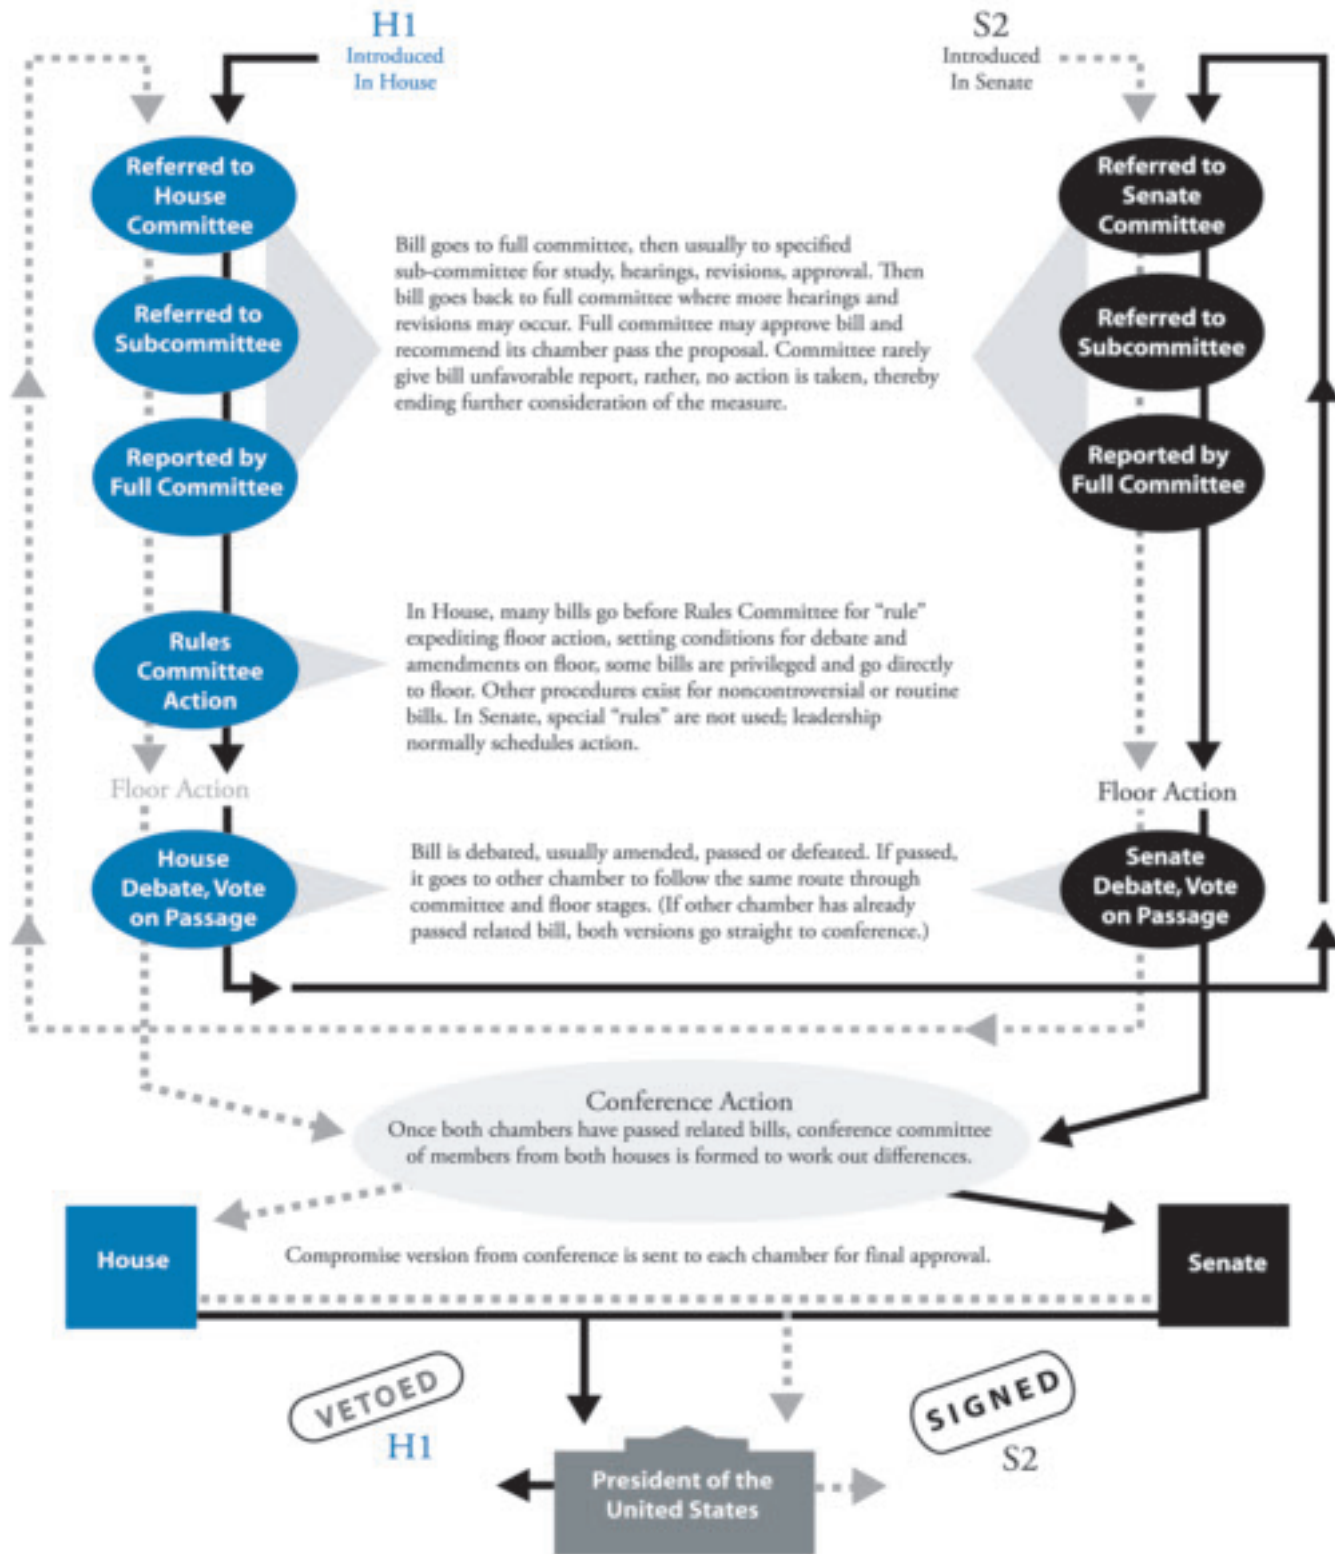 H1
Introduced
In House
S2
Introduced
In Senate
Referred to
House
Committee
Referred to
Senate
Committee
Bill goes to full committee, then usually to specified
sub-committee for study, hearings, revisions, approval. Then
bill goes back to full committee where more hearings and
revisions may occur. Full committee may approve bill and
recommend its chamber pass the proposal. Committee rarely
give bill unfavorable report, rather, no action is taken, thereby
ending further consideration of the measure.
Referred to
Subcommittee
Referred to
Subcommittee
Reported by
Full Committee
Reported by
Full Committee
Rules
Committee
Action
In House, many bills go before Rules Committee for “rule”
expediting floor action, setting conditions for debate and
amendments on floor, some bills are privileged and go directly
to floor. Other procedures exist for noncontroversial or routine
bills. In Senate, special “rules” are not used; leadership
normally schedules action.
Floor Action
Floor Action
House
Debate, Vote
on Passage
Bill is debated, usually amended, passed or defeated. If passed,
it goes to other chamber to follow the same route through
committee and floor stages. (If other chamber has already
passed related bill, both versions go straight to conference.)
Senate
Debate, Vote
on Passage
Conference Action
Once both chambers have passed related bills, conference committee
of members from both houses is formed to work out differences.
House
Compromise version from conference is sent to each chamber for final approval.
Senate
VETOED
H1
SIGNED
S2
President of the
United States